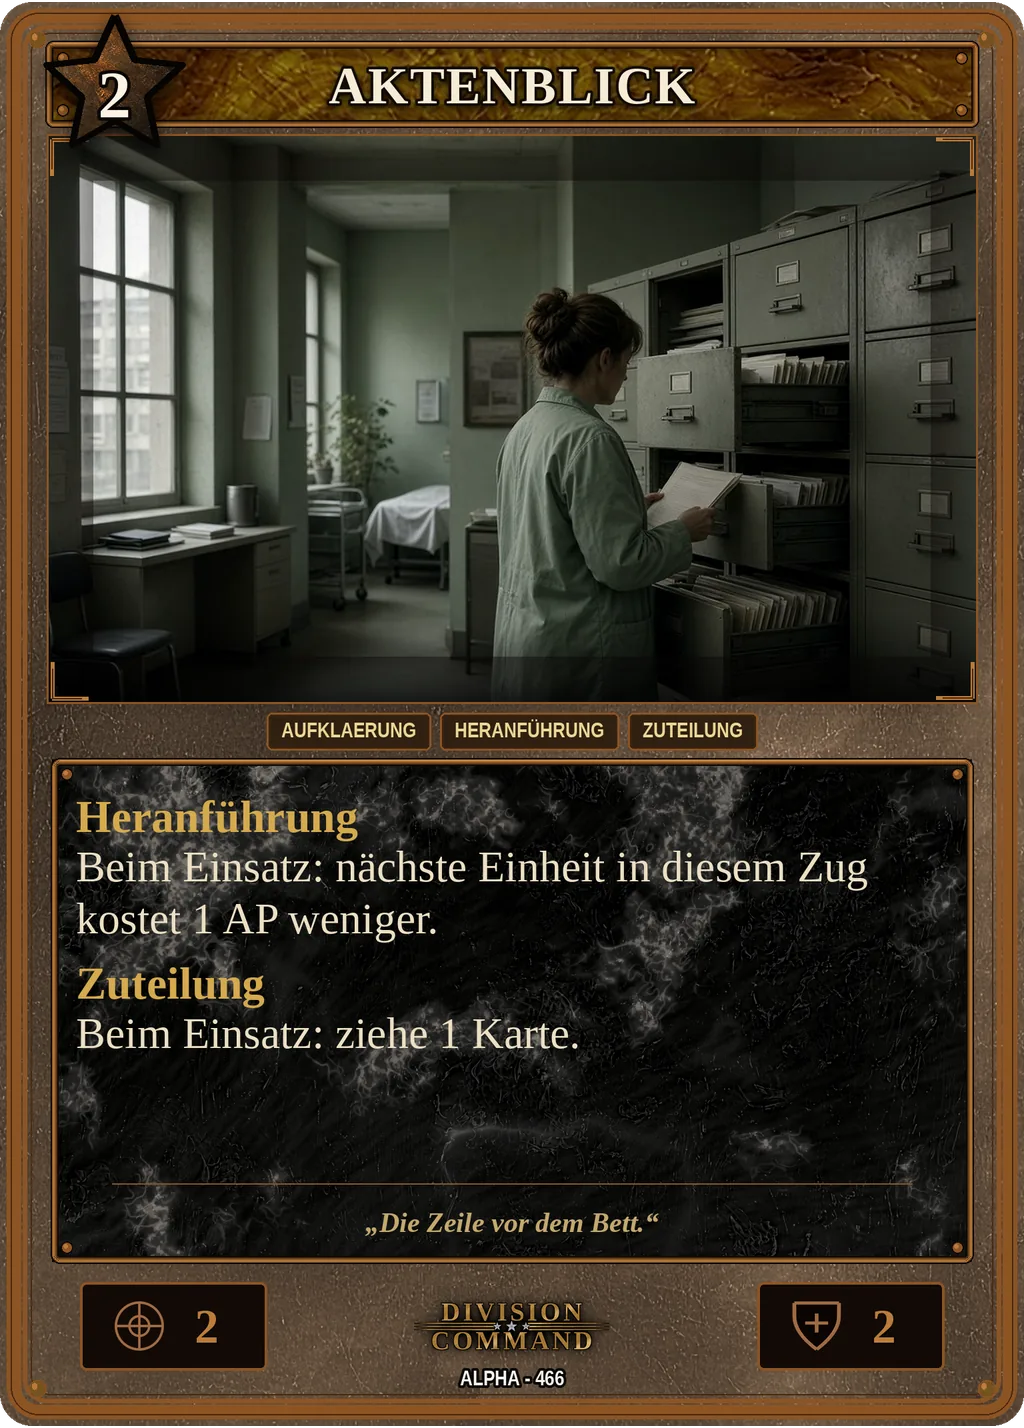 2
AKTENBLICK
AUFKLAERUNG HERANFÜHRUNG ZUTEILUNG
Heranführung
Beim Einsatz: nächste Einheit in diesem Zug
kostet 1 AP weniger.
Zuteilung
Beim Einsatz: ziehe 1 Karte.
„Die Zeile vor dem Bett.“
2
DIVISION
COMMAND
ALPHA - 466
2